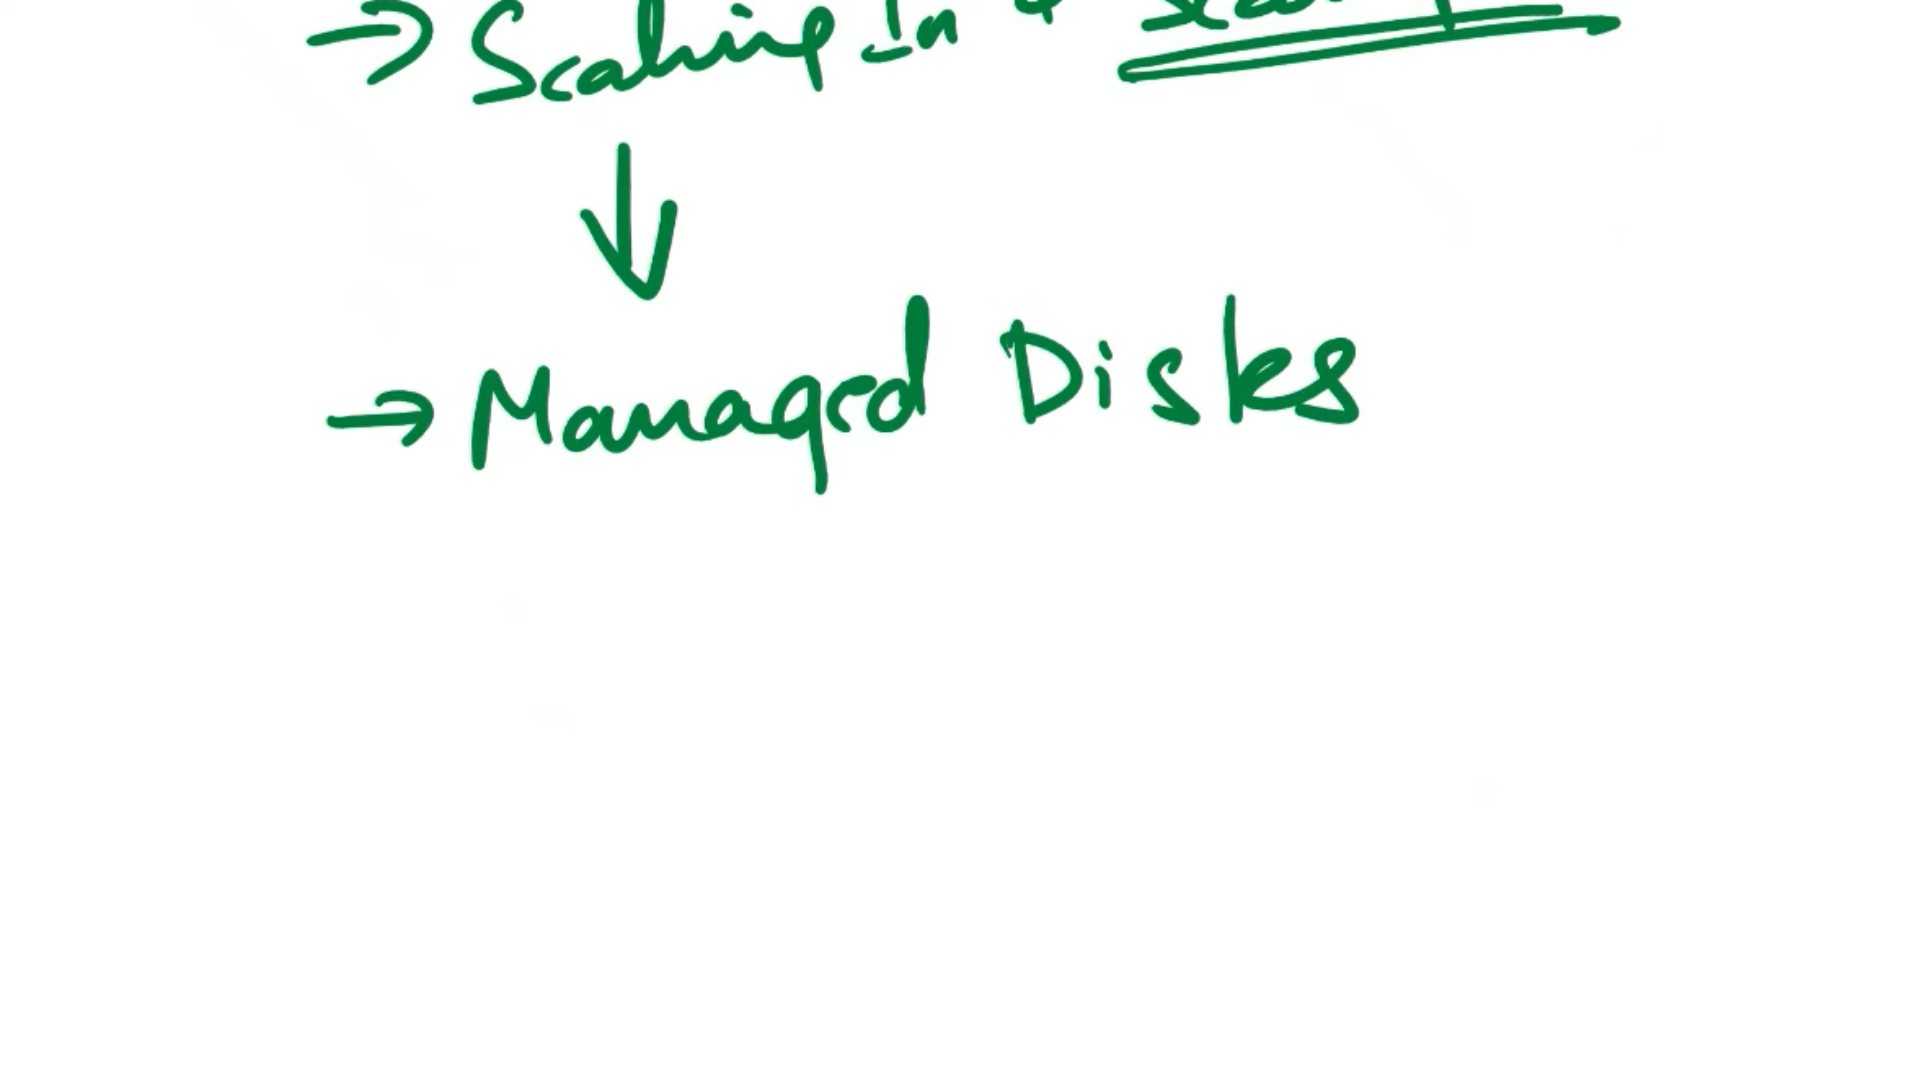 → Scaling In &
↓
→ Managed Disks